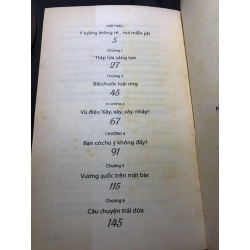 GIỚI THIỆU
Ý tưởng không rẻ... mà miễn phí
5
Chương 1
Thắp lửa sáng tạo
27
Chương 2
Bắt chước loài ong
45
CHƯƠNG 3
Vũ điệu "Xây, xây, xây, nhảy!"
67
CHƯƠNG 4
Bạn có chú ý không đấy?
91
Chương 5
Vương quốc trên mặt bàn
115
Chương 6
Câu chuyện trái dừa
145